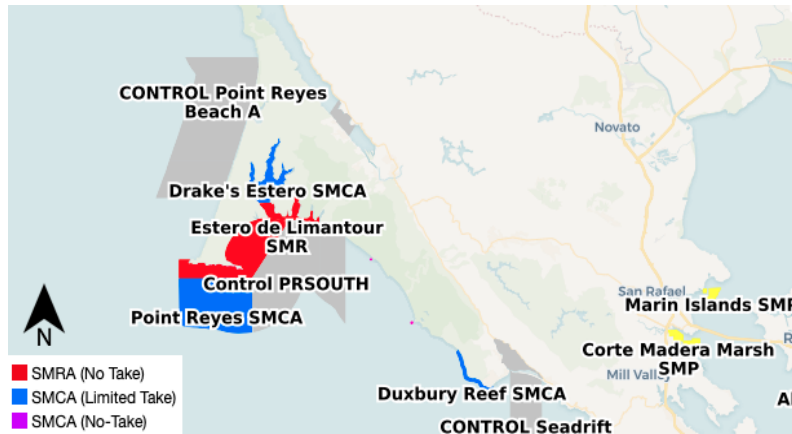 CONTROL Point Reyes
Beach A
Novato
Drake's Estero SMCA
Estero de Limantour
SMR
Control PRSOUTH
Point Reyes SMCA
San Rafael
Marin Islands SMP
Corte Madera Marsh
SMP
Mill Valley
Duxbury Reef SMCA
CONTROL Seadrift
N
SMRA (No Take)
SMCA (Limited Take)
SMCA (No-Take)